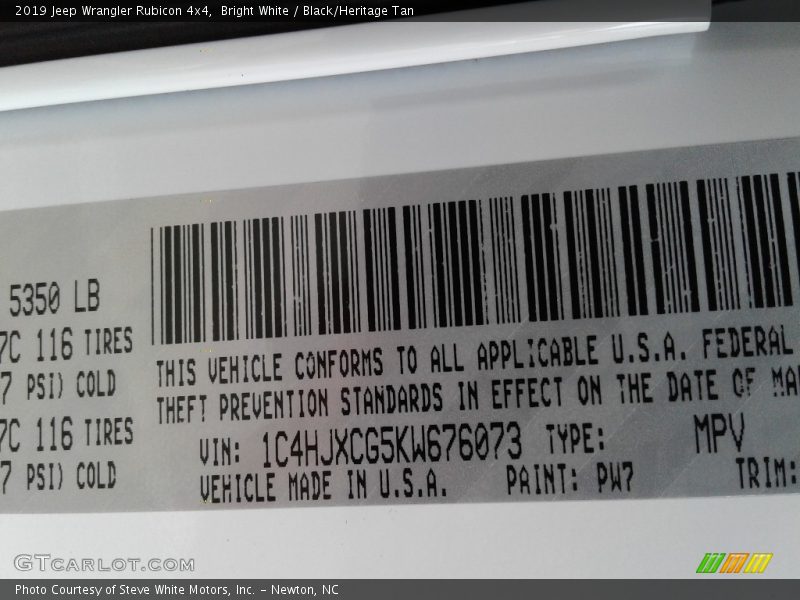 2019 Jeep Wrangler Rubicon 4x4, Bright White / Black/Heritage Tan
5350 LB
7C 116 TIRES
7 PSI) COLD
7C 116 TIRES
7 PSI) COLD
THIS VEHICLE CONFORMS TO ALL APPLICABLE U.S.A. FEDERAL
THEFT PREVENTION STANDARDS IN EFFECT ON THE DATE OF MA
VIN: 1C4HJXCG5KW676073 TYPE: MPV
VEHICLE MADE IN U.S.A. PAINT: PW7 TRIM:
GTCARLOT.COM
Photo Courtesy of Steve White Motors, Inc. – Newton, NC